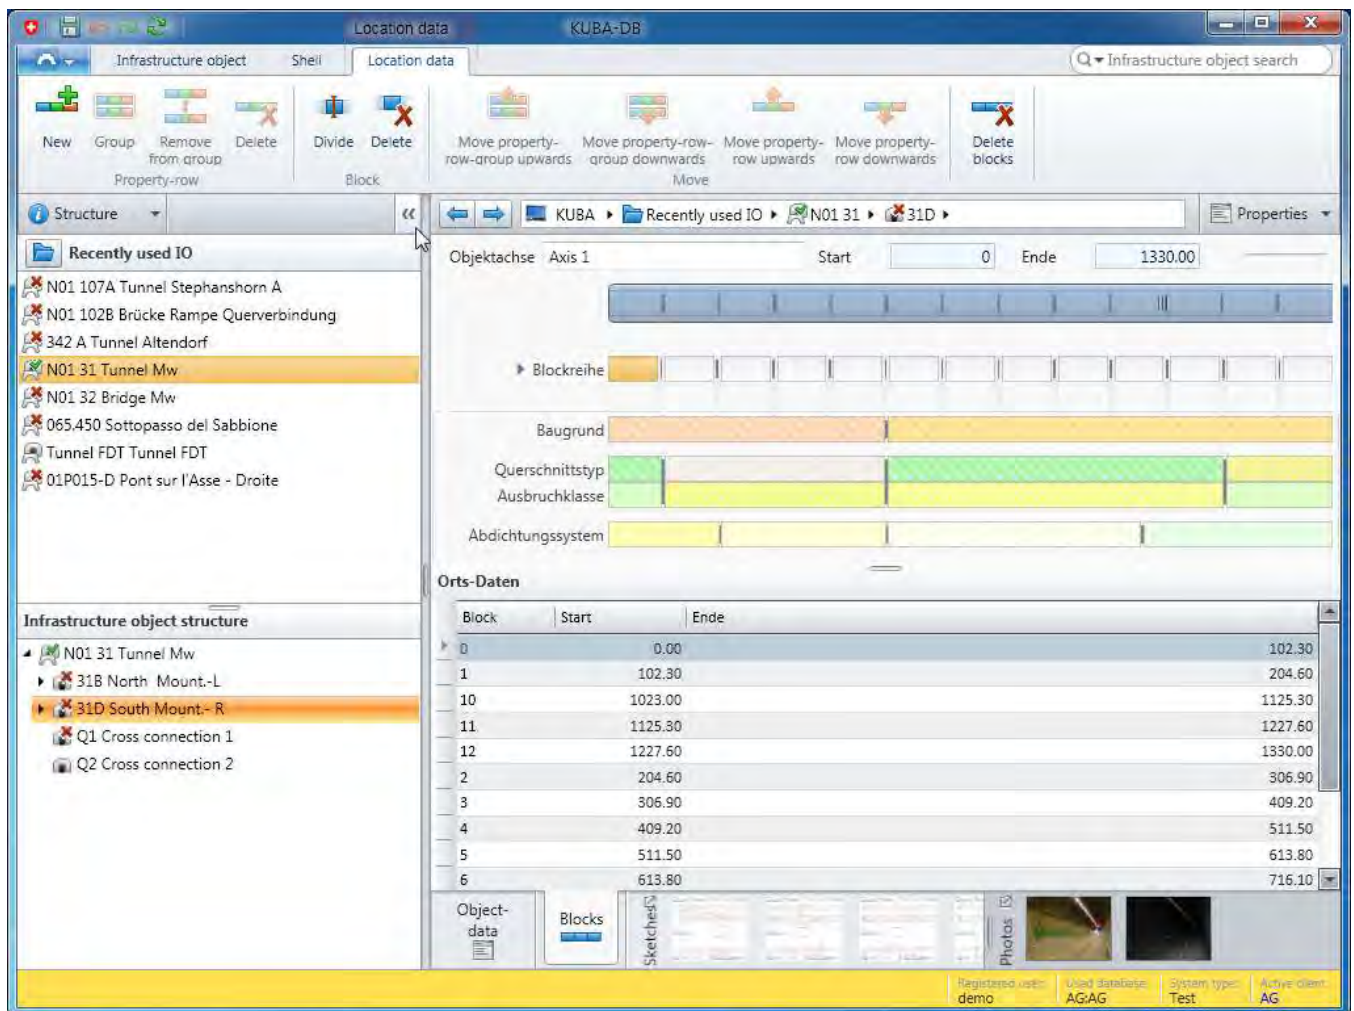 Location data KUBA-DB
Infrastructure object Shell Location data Infrastructure object search
New Group Remove from group Delete Divide Delete Move property-row-group upwards Move property-row-group downwards Move property-row upwards Move property-row downwards Delete blocks
Property-row Block Move
Structure KUBA Recently used IO N01 31 31D Properties
Recently used IO
N01 107A Tunnel Stephanshorn A
N01 102B Brücke Rampe Querverbindung
342 A Tunnel Altendorf
N01 31 Tunnel Mw
N01 32 Bridge Mw
065.450 Sottopasso del Sabbione
Tunnel FDT Tunnel FDT
01P015-D Pont sur l'Asse - Droite
Infrastructure object structure
N01 31 Tunnel Mw
31B North Mount.-L
31D South Mount.- R
Q1 Cross connection 1
Q2 Cross connection 2
Objektachse Axis 1 Start 0 Ende 1330.00
Blockreihe
Baugrund
Querschnittstyp
Ausbruchklasse
Abdichtungssystem
Orts-Daten
Block Start Ende
0 0.00 102.30
1 102.30 204.60
10 1023.00 1125.30
11 1125.30 1227.60
12 1227.60 1330.00
2 204.60 306.90
3 306.90 409.20
4 409.20 511.50
5 511.50 613.80
6 613.80 716.10
Object-data Blocks Sketches Photos
Registered user: Used database: System type: Active client:
demo AG:AG Test AG